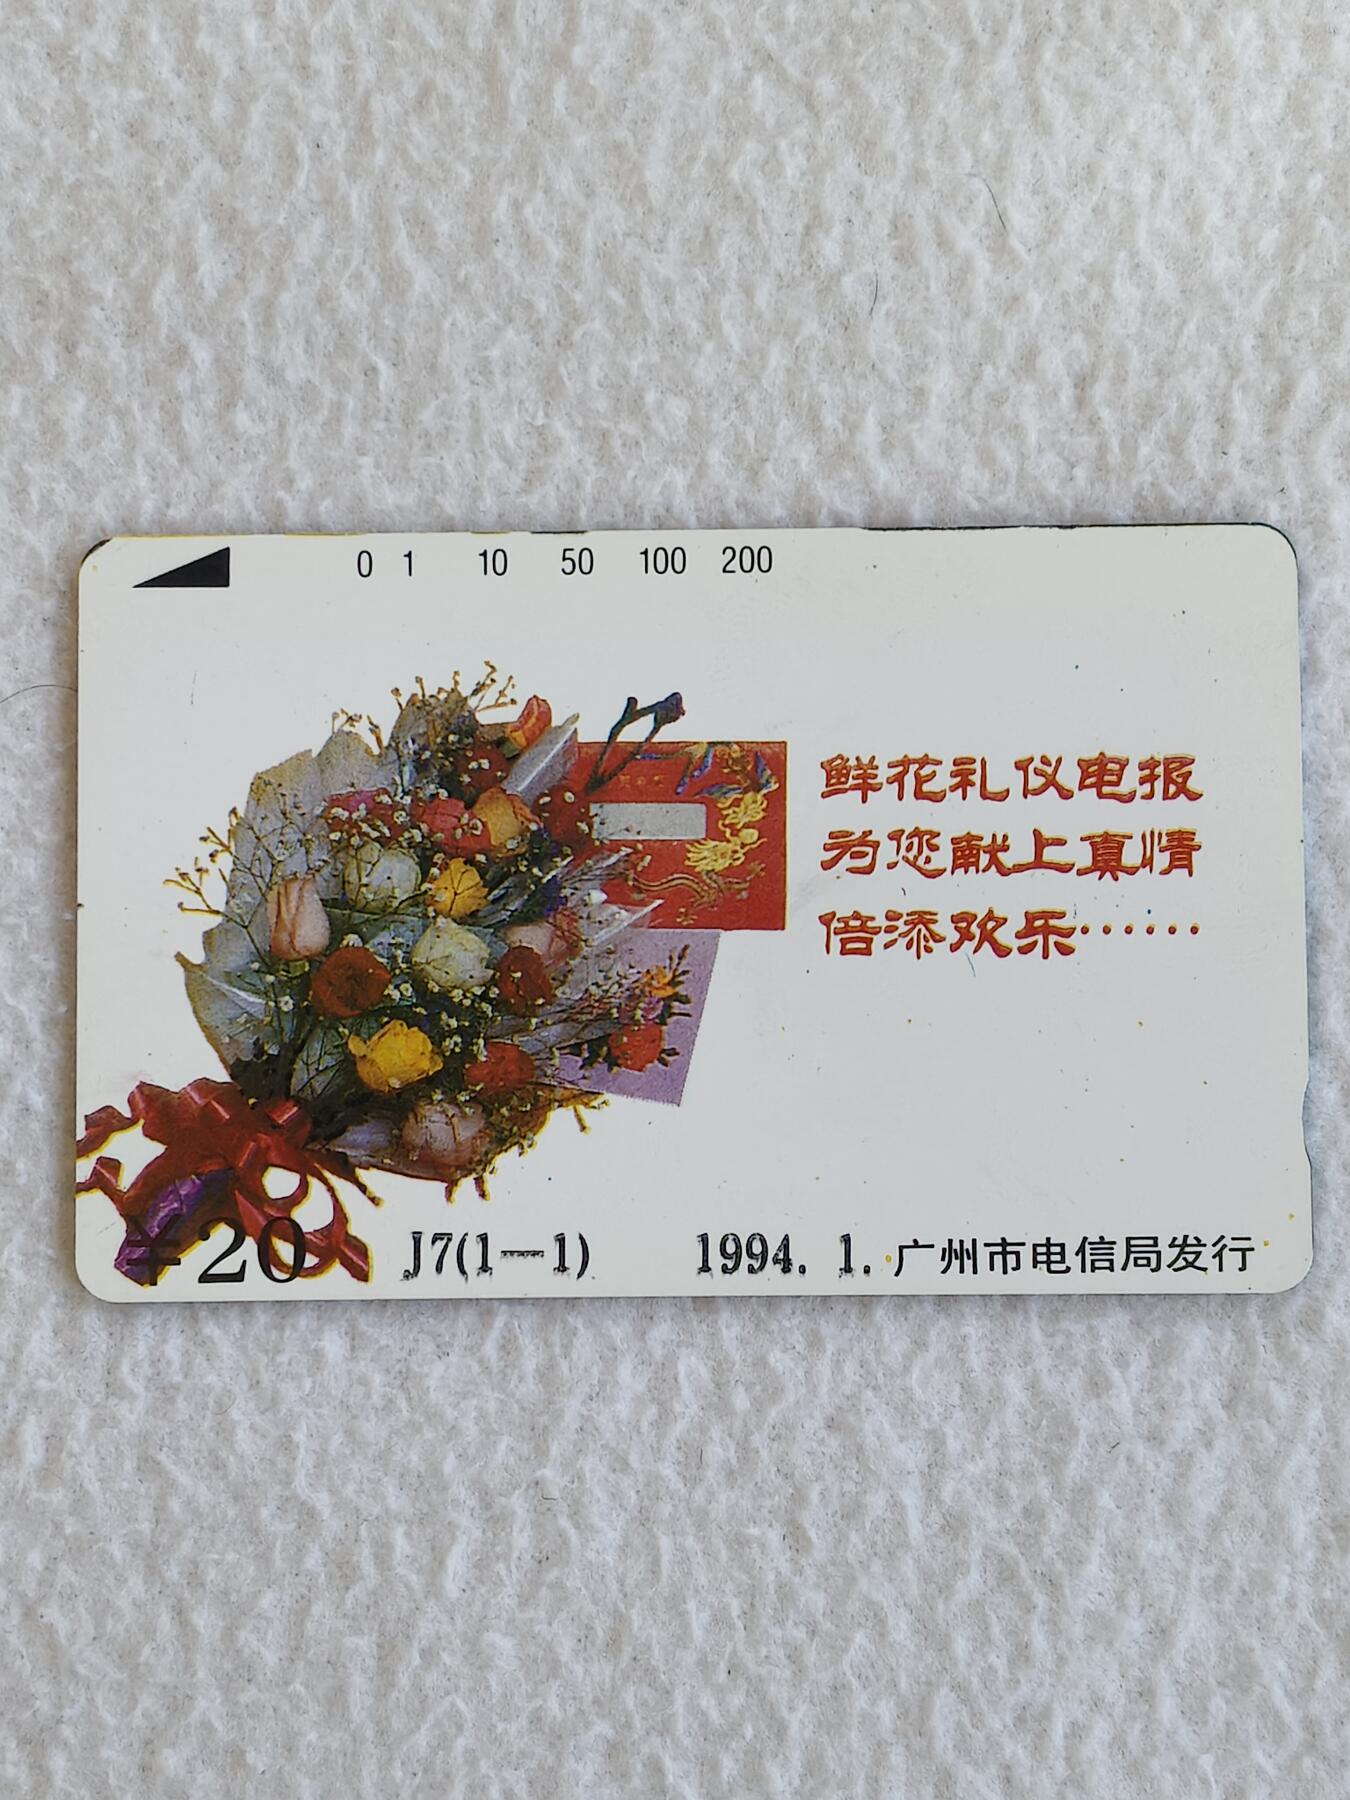 0 1 10 50 100 200
鲜花礼仪电报
为您献上真情
倍添欢乐······
¥20 J7(1—1) 1994. 1. 广州市电信局发行